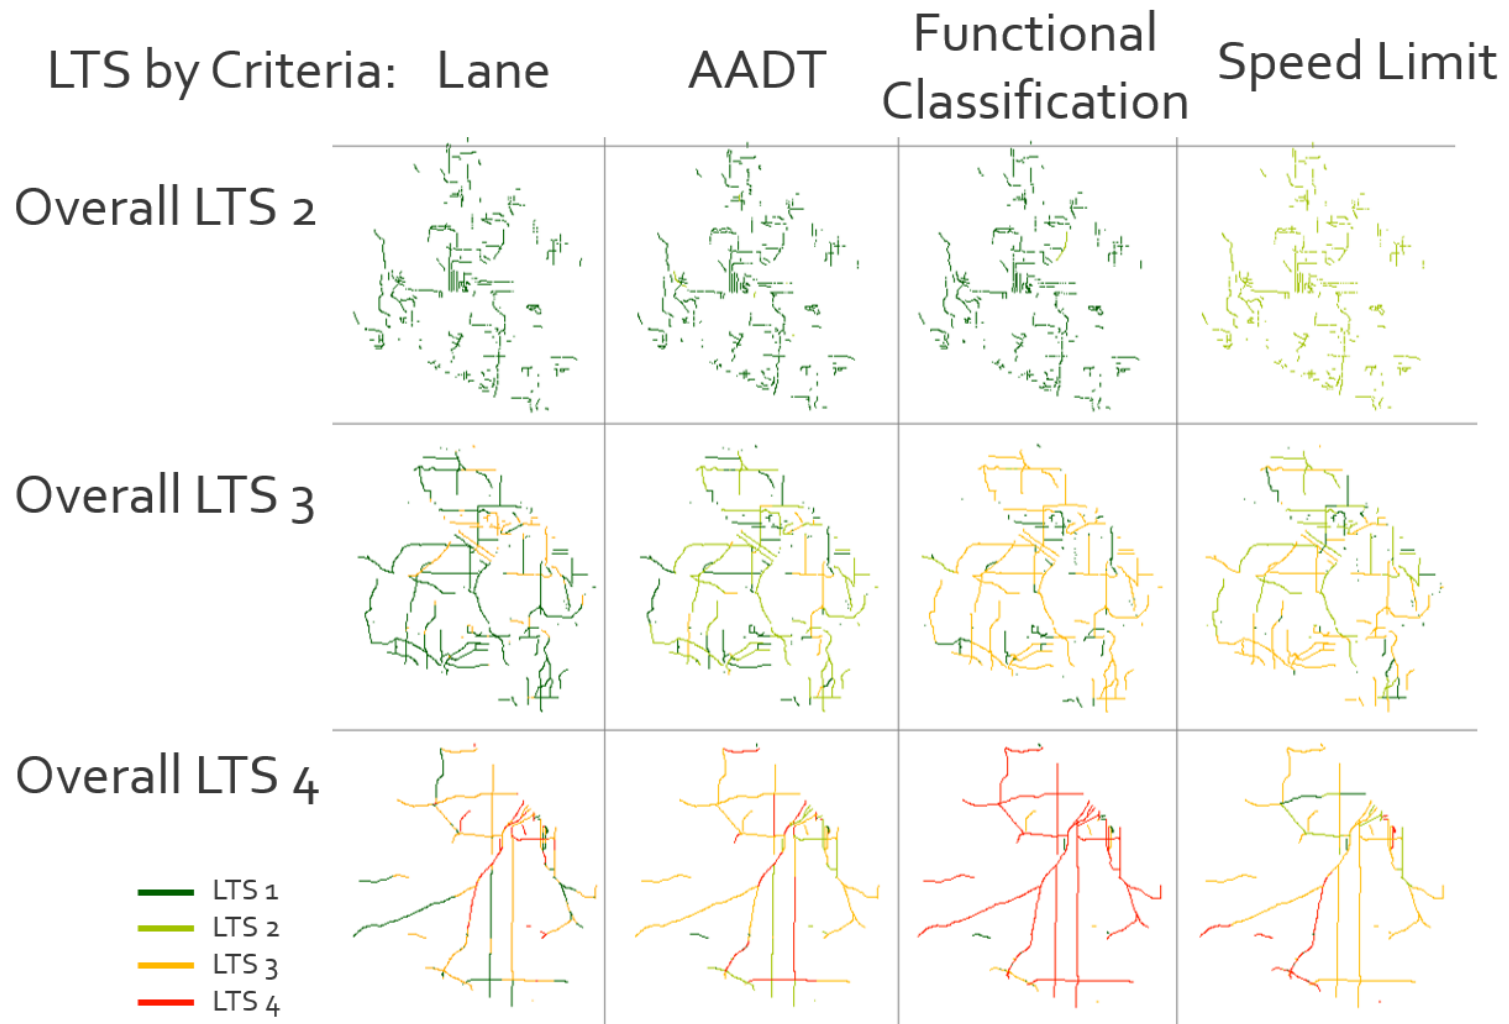 LTS by Criteria: Lane AADT Functional Classification Speed Limit
Overall LTS 2
Overall LTS 3
Overall LTS 4
LTS 1
LTS 2
LTS 3
LTS 4